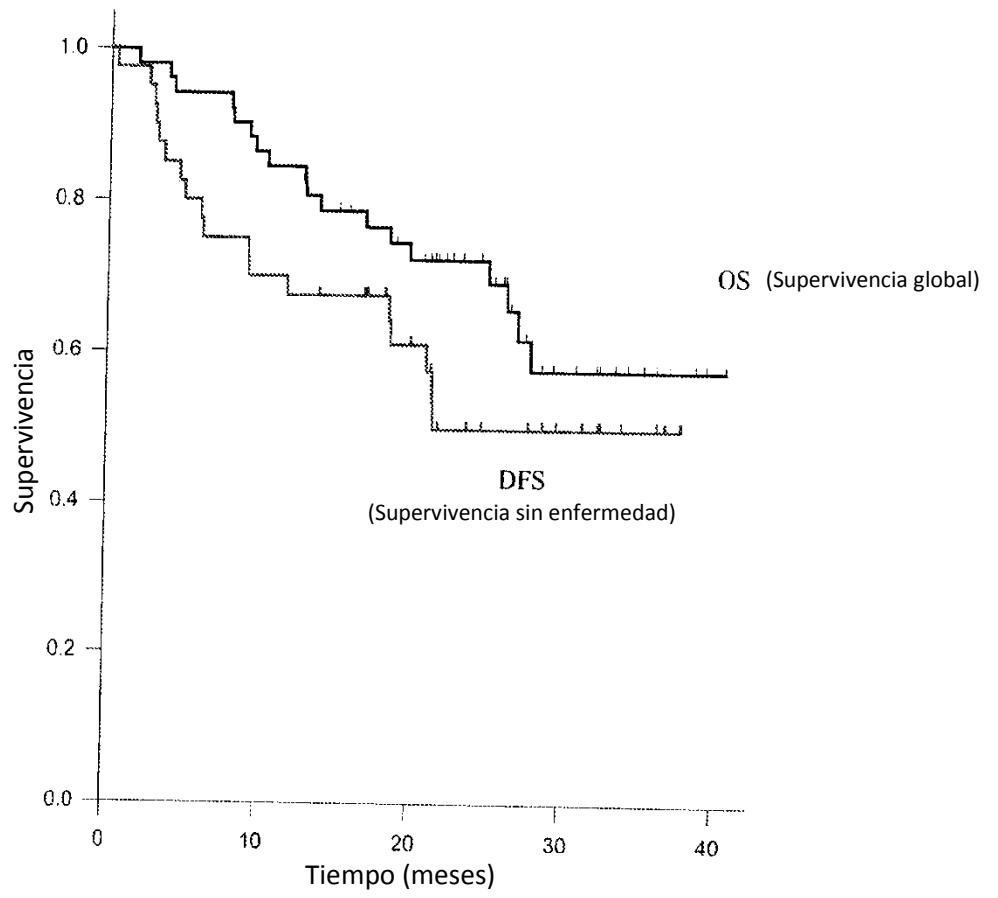 1.0
0.8
OS (Supervivencia global)
0.6
Supervivencia
DFS
(Supervivencia sin enfermedad)
0.4
0.2
0.0
0 10 20 30 40
Tiempo (meses)